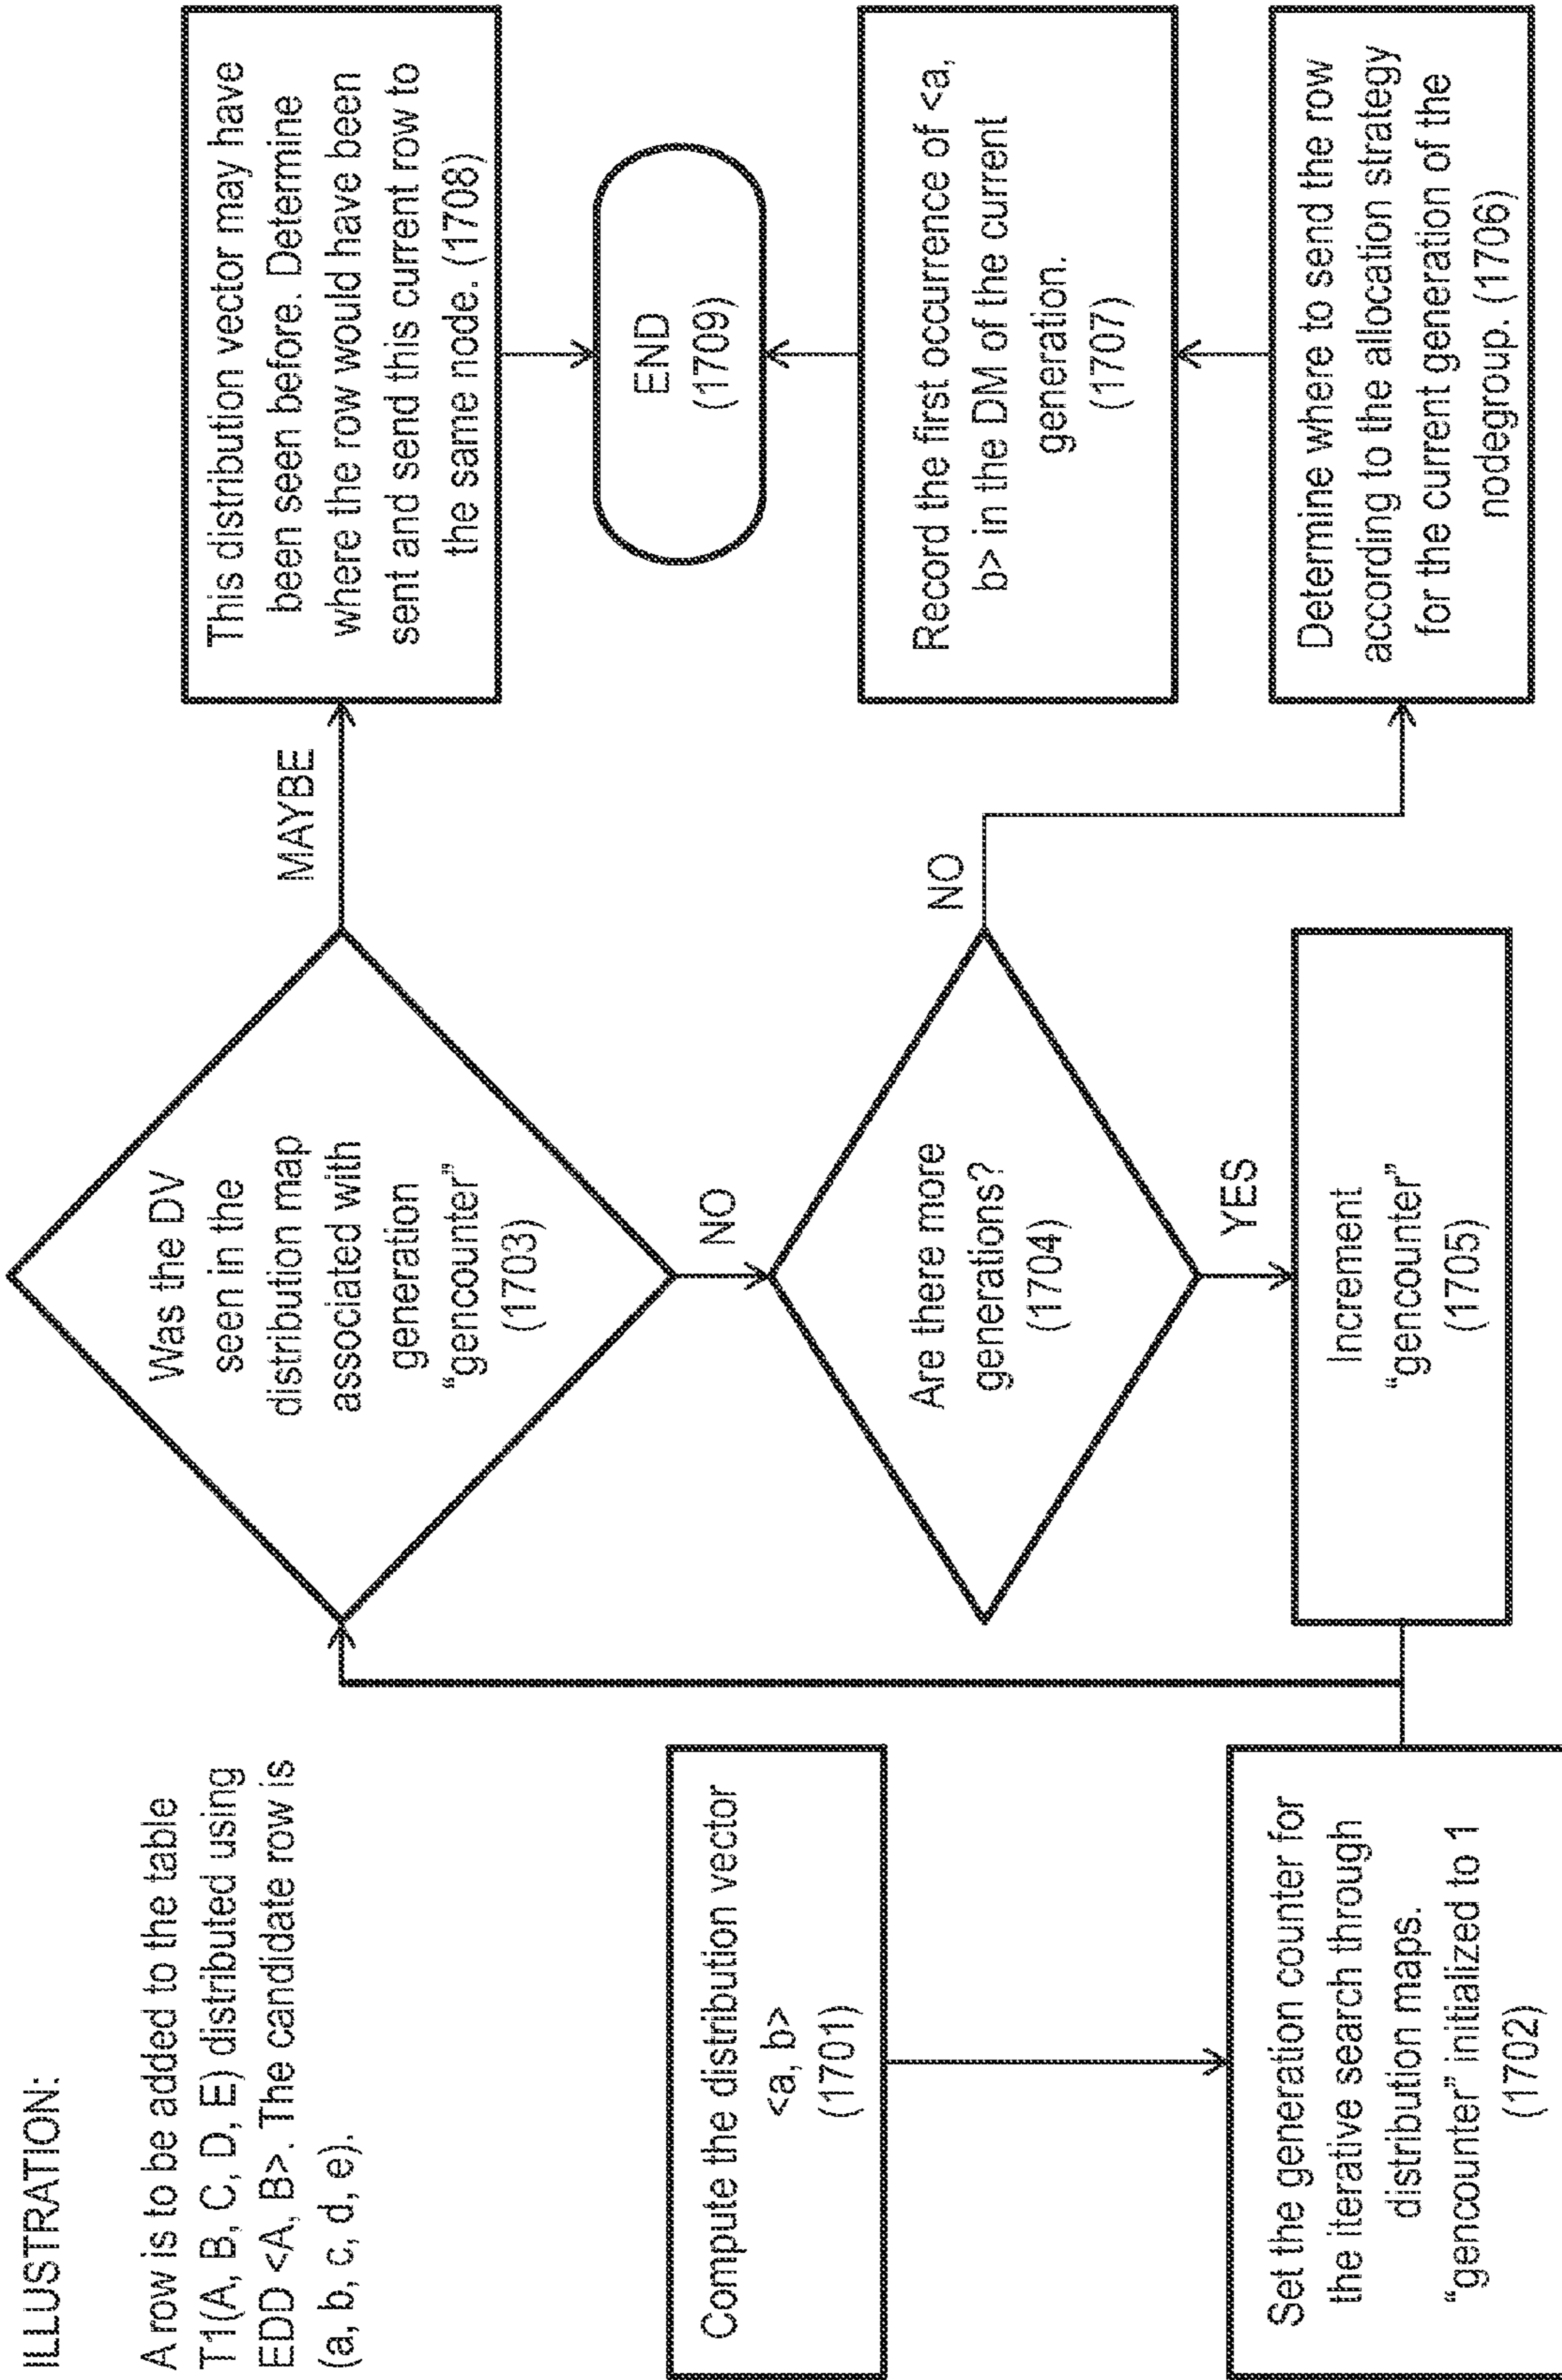 ILLUSTRATION:
A row is to be added to the table
T1(A, B, C, D, E) distributed using
EDD <A, B>. The candidate row is
(a, b, c, d, e).
Compute the distribution vector
<a, b>
(1701)
Set the generation counter for
the iterative search through
distribution maps.
“gencounter” initialized to 1
(1702)
Was the DV
seen in the
distribution map
associated with
generation
“gencounter”
(1703)
MAYBE
NO
Are there more
generations?
(1704)
NO
YES
Increment
“gencounter”
(1705)
This distribution vector may have
been seen before. Determine
where the row would have been
sent and send this current row to
the same node. (1708)
END
(1709)
Record the first occurrence of <a,
b> in the DM of the current
generation.
(1707)
Determine where to send the row
according to the allocation strategy
for the current generation of the
nodegroup. (1706)